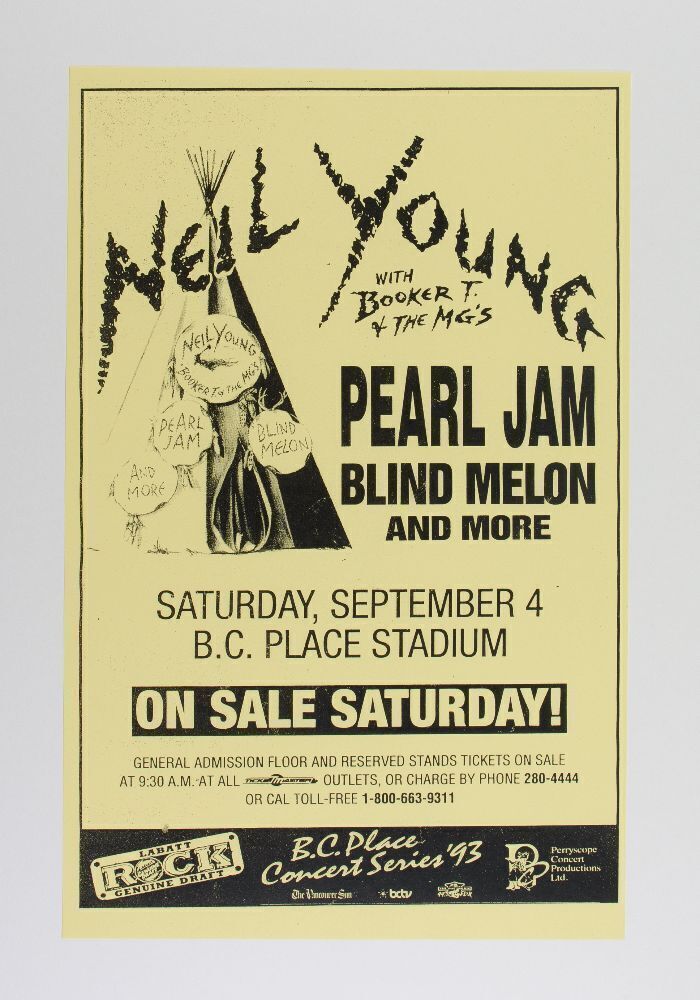 NEIL YOUNG
WITH
BOOKER T.
& THE MG'S
NEIL YOUNG
BOOKER T & THE MG'S
PEARL
JAM
BLIND
MELON
AND
MORE
PEARL JAM
BLIND MELON
AND MORE
SATURDAY, SEPTEMBER 4
B.C. PLACE STADIUM
ON SALE SATURDAY!
GENERAL ADMISSION FLOOR AND RESERVED STANDS TICKETS ON SALE
AT 9:30 A.M. AT ALL TICKETMASTER OUTLETS, OR CHARGE BY PHONE 280-4444
OR CAL TOLL-FREE 1-800-663-9311
LABATT
ROCK
GENUINE DRAFT
B.C. Place
Concert Series '93
The Vancouver Sun
bctv
Perryscope
Concert
Productions
Ltd.